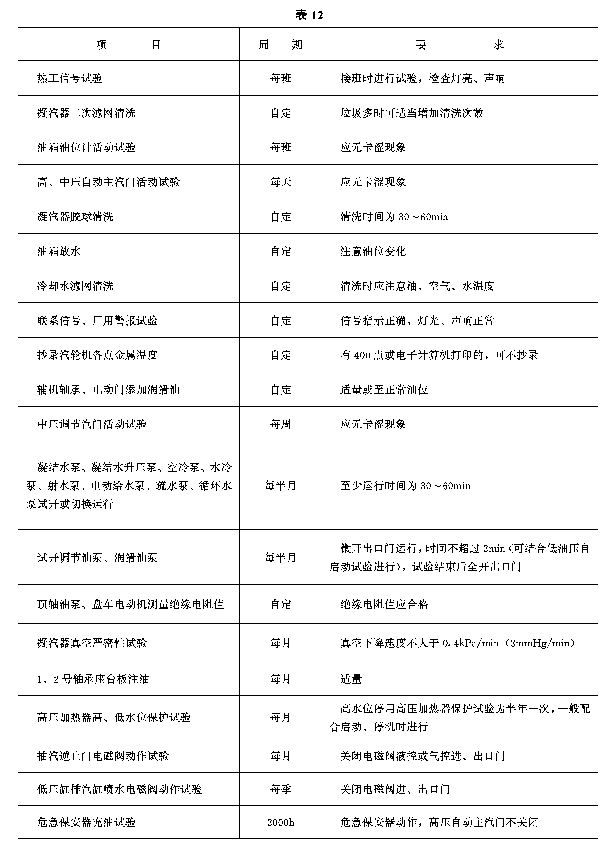 表 12
项 目 周 期 要 求
热工信号试验 每班 接班时进行试验，检查灯亮、声响
凝汽器二次滤网清洗 自定 垃圾多时可适当增加清洗次数
油箱油位计活动试验 每班 应无卡涩现象
高、中压自动主汽门活动试验 每天 应无卡涩现象
凝汽器胶球清洗 自定 清洗时间为 30～60min
油箱放水 自定 注意油位变化
冷却水滤网清洗 自定 清洗时应注意油、空气、水温度
联系信号、厂用警报试验 自定 信号指示正确，灯光、声响正常
抄录汽轮机各点金属温度 自定 有 400 点或电子计算机打印的，可不抄录
辅机轴承、电动门添加润滑油 自定 适量或至正常油位
中压调节汽门活动试验 每周 应无卡涩现象
凝结水泵、凝结水升压泵、空冷泵、水冷
泵、射水泵、电动给水泵、疏水泵、循环水 每半月 至少运行时间为 30～60min
泵试开或切换运行
试开调节油泵、润滑油泵 每半月 微开出口门运行，时间不超过 2min（可结合低油压自
启动试验进行），试验结束后全开出口门
顶轴油泵、盘车电动机测量绝缘电阻值 自定 绝缘电阻值应合格
凝汽器真空严密性试验 每月 真空下降速度不大于 0.4kPa/min（3mmHg/min）
1、2 号轴承座台板注油 每月 适量
高压加热器高、低水位保护试验 每月 高水位停用高压加热器保护试验为半年一次，一般配
合启动、停机时进行
抽汽逆止门电磁阀动作试验 每月 关闭电磁阀液控或气控进、出口门
低压缸排汽缸喷水电磁阀动作试验 每季 关闭电磁阀进、出口门
危急保安器充油试验 2000h 危急保安器动作，高压自动主汽门不关闭